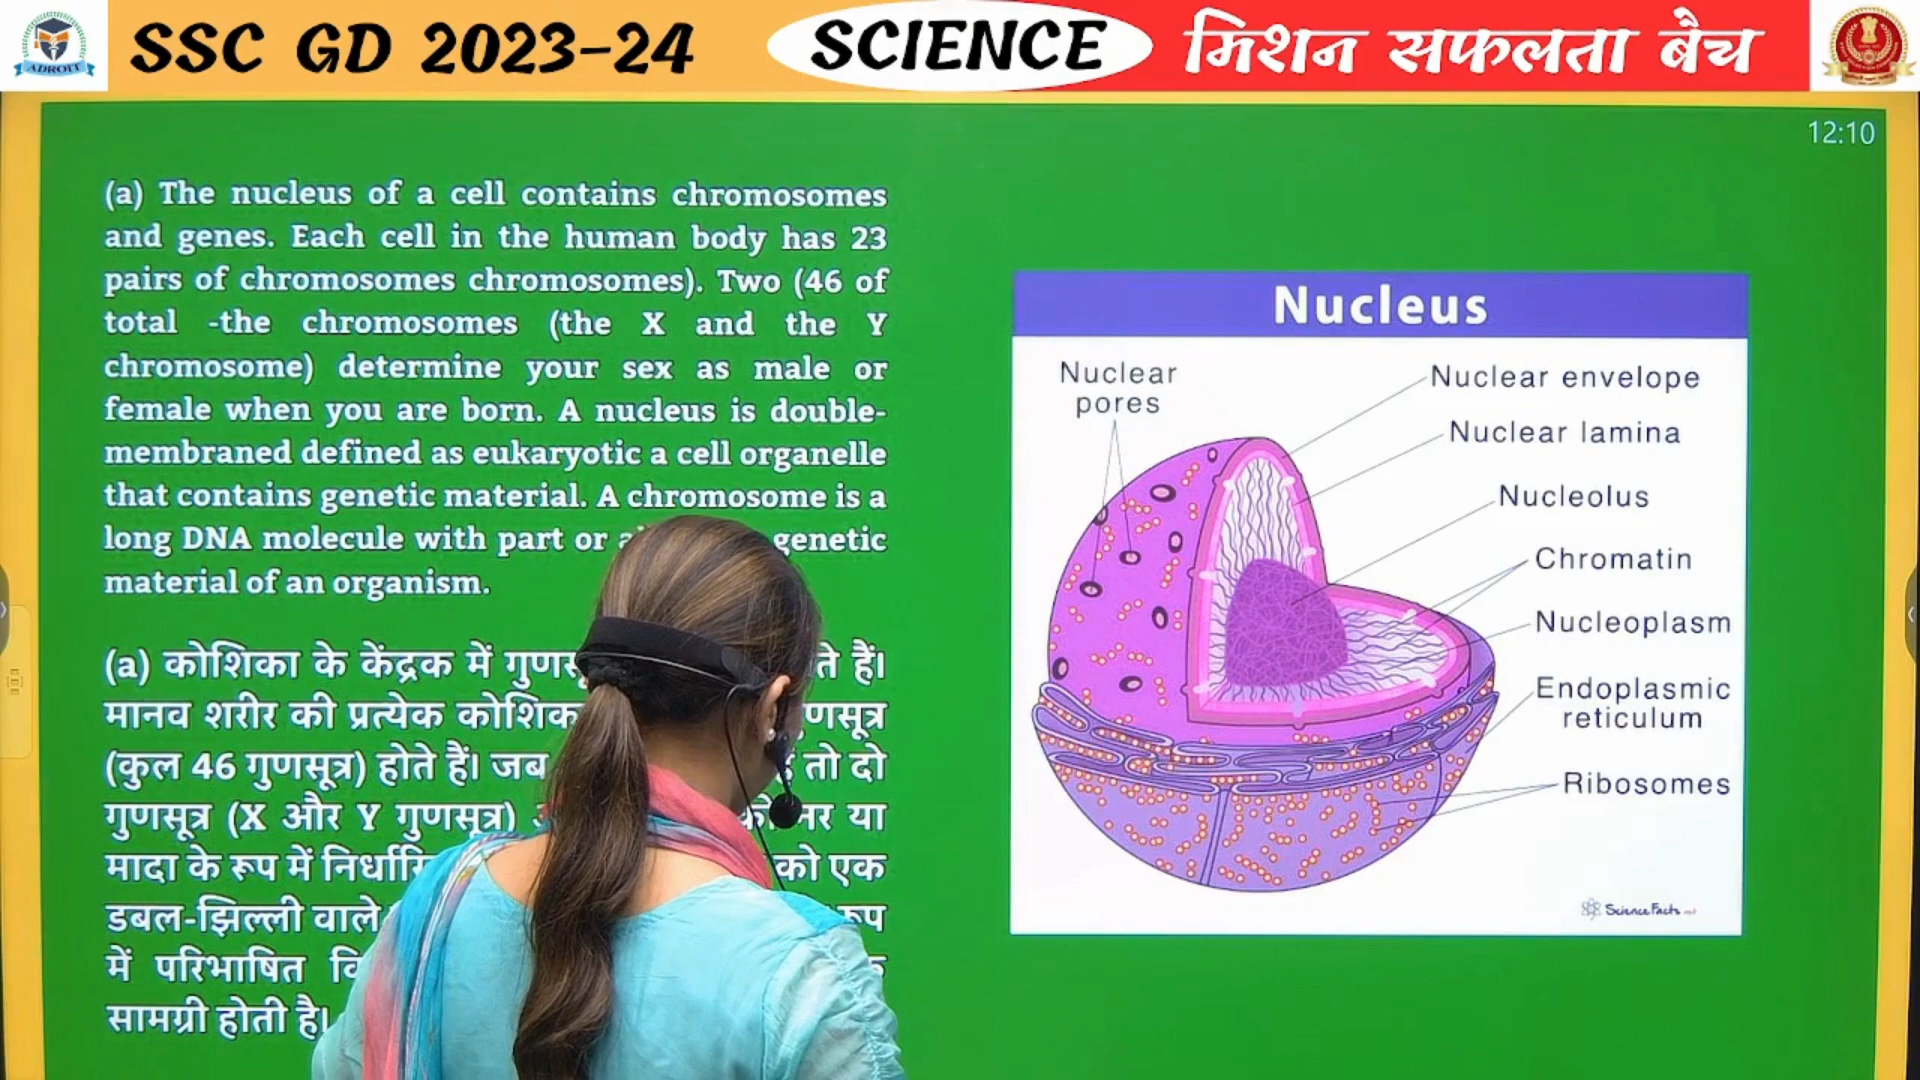 ADROIT
SSC GD 2023-24
SCIENCE
मिशन सफलता बैच
12:10
(a) The nucleus of a cell contains chromosomes
and genes. Each cell in the human body has 23
pairs of chromosomes chromosomes). Two (46 of
total -the chromosomes (the X and the Y
chromosome) determine your sex as male or
female when you are born. A nucleus is double-
membraned defined as eukaryotic a cell organelle
that contains genetic material. A chromosome is a
long DNA molecule with part or genetic
material of an organism.
(a) कोशिका के केंद्रक में हैं।
मानव शरीर की प्रत्येक
(कुल 46 गुणसूत्र) होते हैं। जब तो दो
गुणसूत्र (X और Y गुणसूत्र) नर या
मादा के रूप में को एक
डबल-झिल्ली वाले रूप
में परिभाषित
सामग्री होती है।
Nucleus
Nuclear
pores
Nuclear envelope
Nuclear lamina
Nucleolus
Chromatin
Nucleoplasm
Endoplasmic
reticulum
Ribosomes
ScienceFacts.net